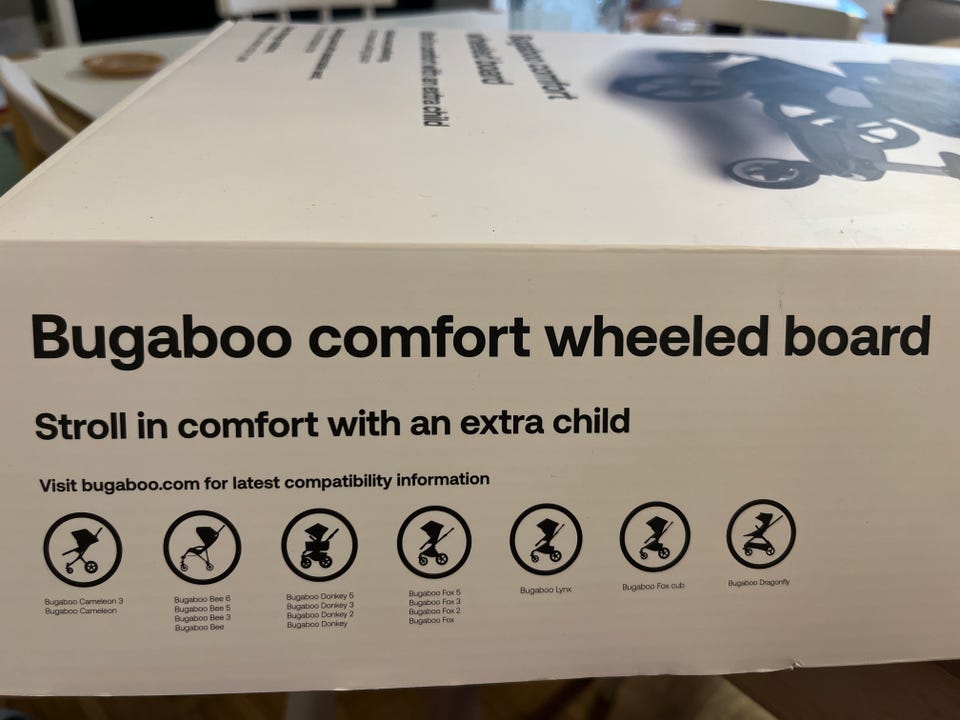 Bugaboo comfort
wheeled board
Stroll in comfort with an extra child
Bugaboo comfort wheeled board
Stroll in comfort with an extra child
Visit bugaboo.com for latest compatibility information
Bugaboo Cameleon 3
Bugaboo Cameleon
Bugaboo Bee 6
Bugaboo Bee 5
Bugaboo Bee 3
Bugaboo Bee
Bugaboo Donkey 5
Bugaboo Donkey 3
Bugaboo Donkey 2
Bugaboo Donkey
Bugaboo Fox 5
Bugaboo Fox 3
Bugaboo Fox 2
Bugaboo Fox
Bugaboo Lynx
Bugaboo Fox cub
Bugaboo Dragonfly